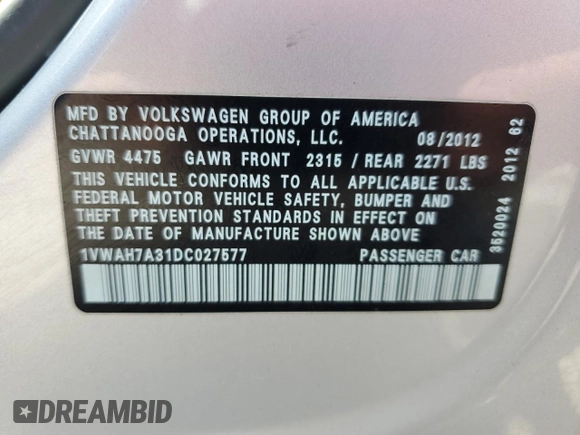 MFD BY VOLKSWAGEN GROUP OF AMERICA
CHATTANOOGA OPERATIONS, LLC. 08/2012
GVWR 4475 GAWR FRONT 2315 / REAR 2271 LBS
THIS VEHICLE CONFORMS TO ALL APPLICABLE U.S.
FEDERAL MOTOR VEHICLE SAFETY, BUMPER AND
THEFT PREVENTION STANDARDS IN EFFECT ON
THE DATE OF MANUFACTURE SHOWN ABOVE
1VWAH7A31DC027577 PASSENGER CAR
3520024 2012 62
DREAMBID